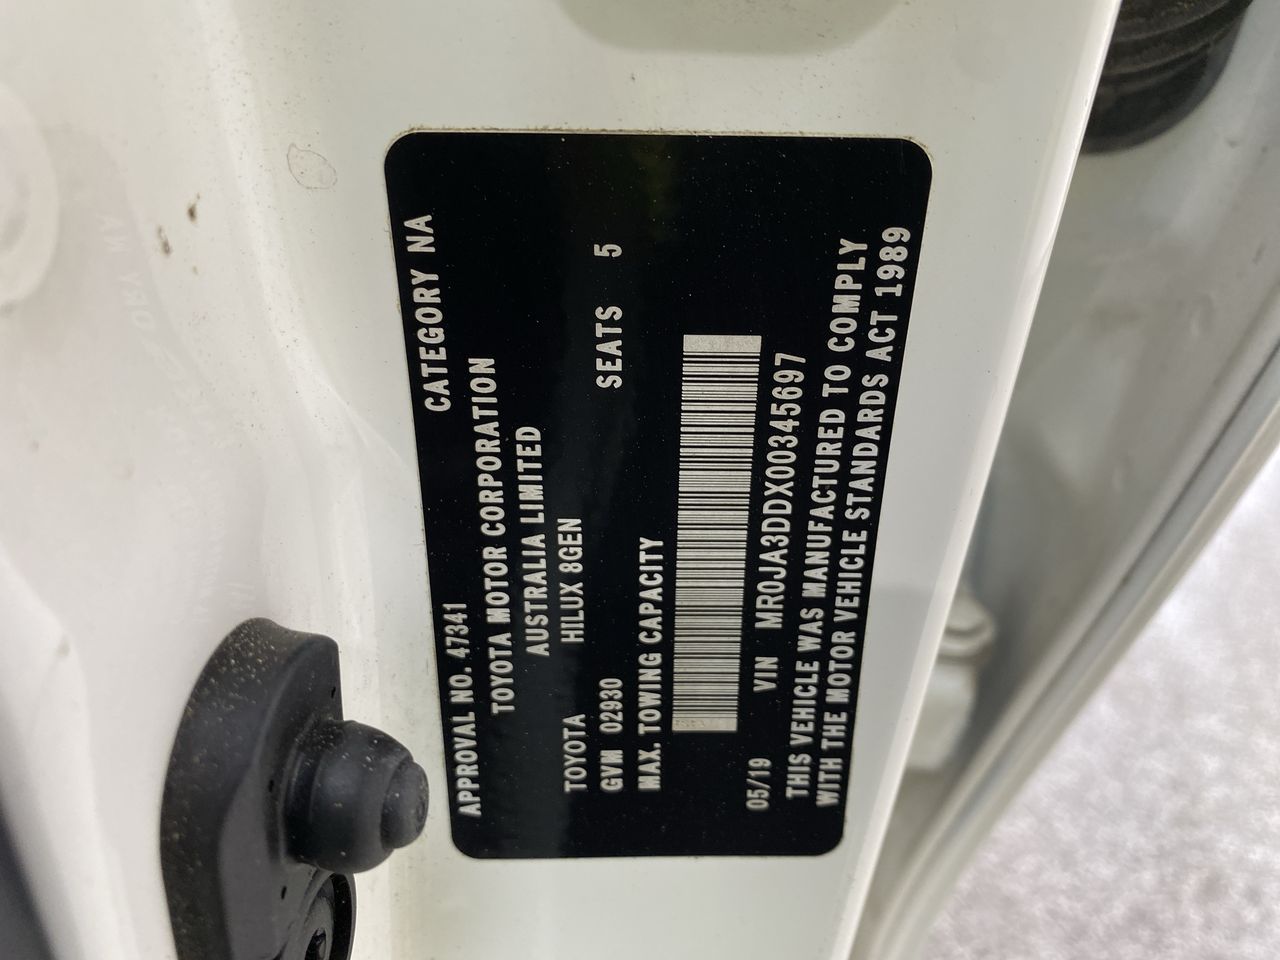 APPROVAL NO. 47341 CATEGORY NA
TOYOTA MOTOR CORPORATION
AUSTRALIA LIMITED
TOYOTA HILUX 8GEN
GVM 02930 SEATS 5
MAX. TOWING CAPACITY
05/19 VIN MR0JA3DDX00345697
THIS VEHICLE WAS MANUFACTURED TO COMPLY
WITH THE MOTOR VEHICLE STANDARDS ACT 1989